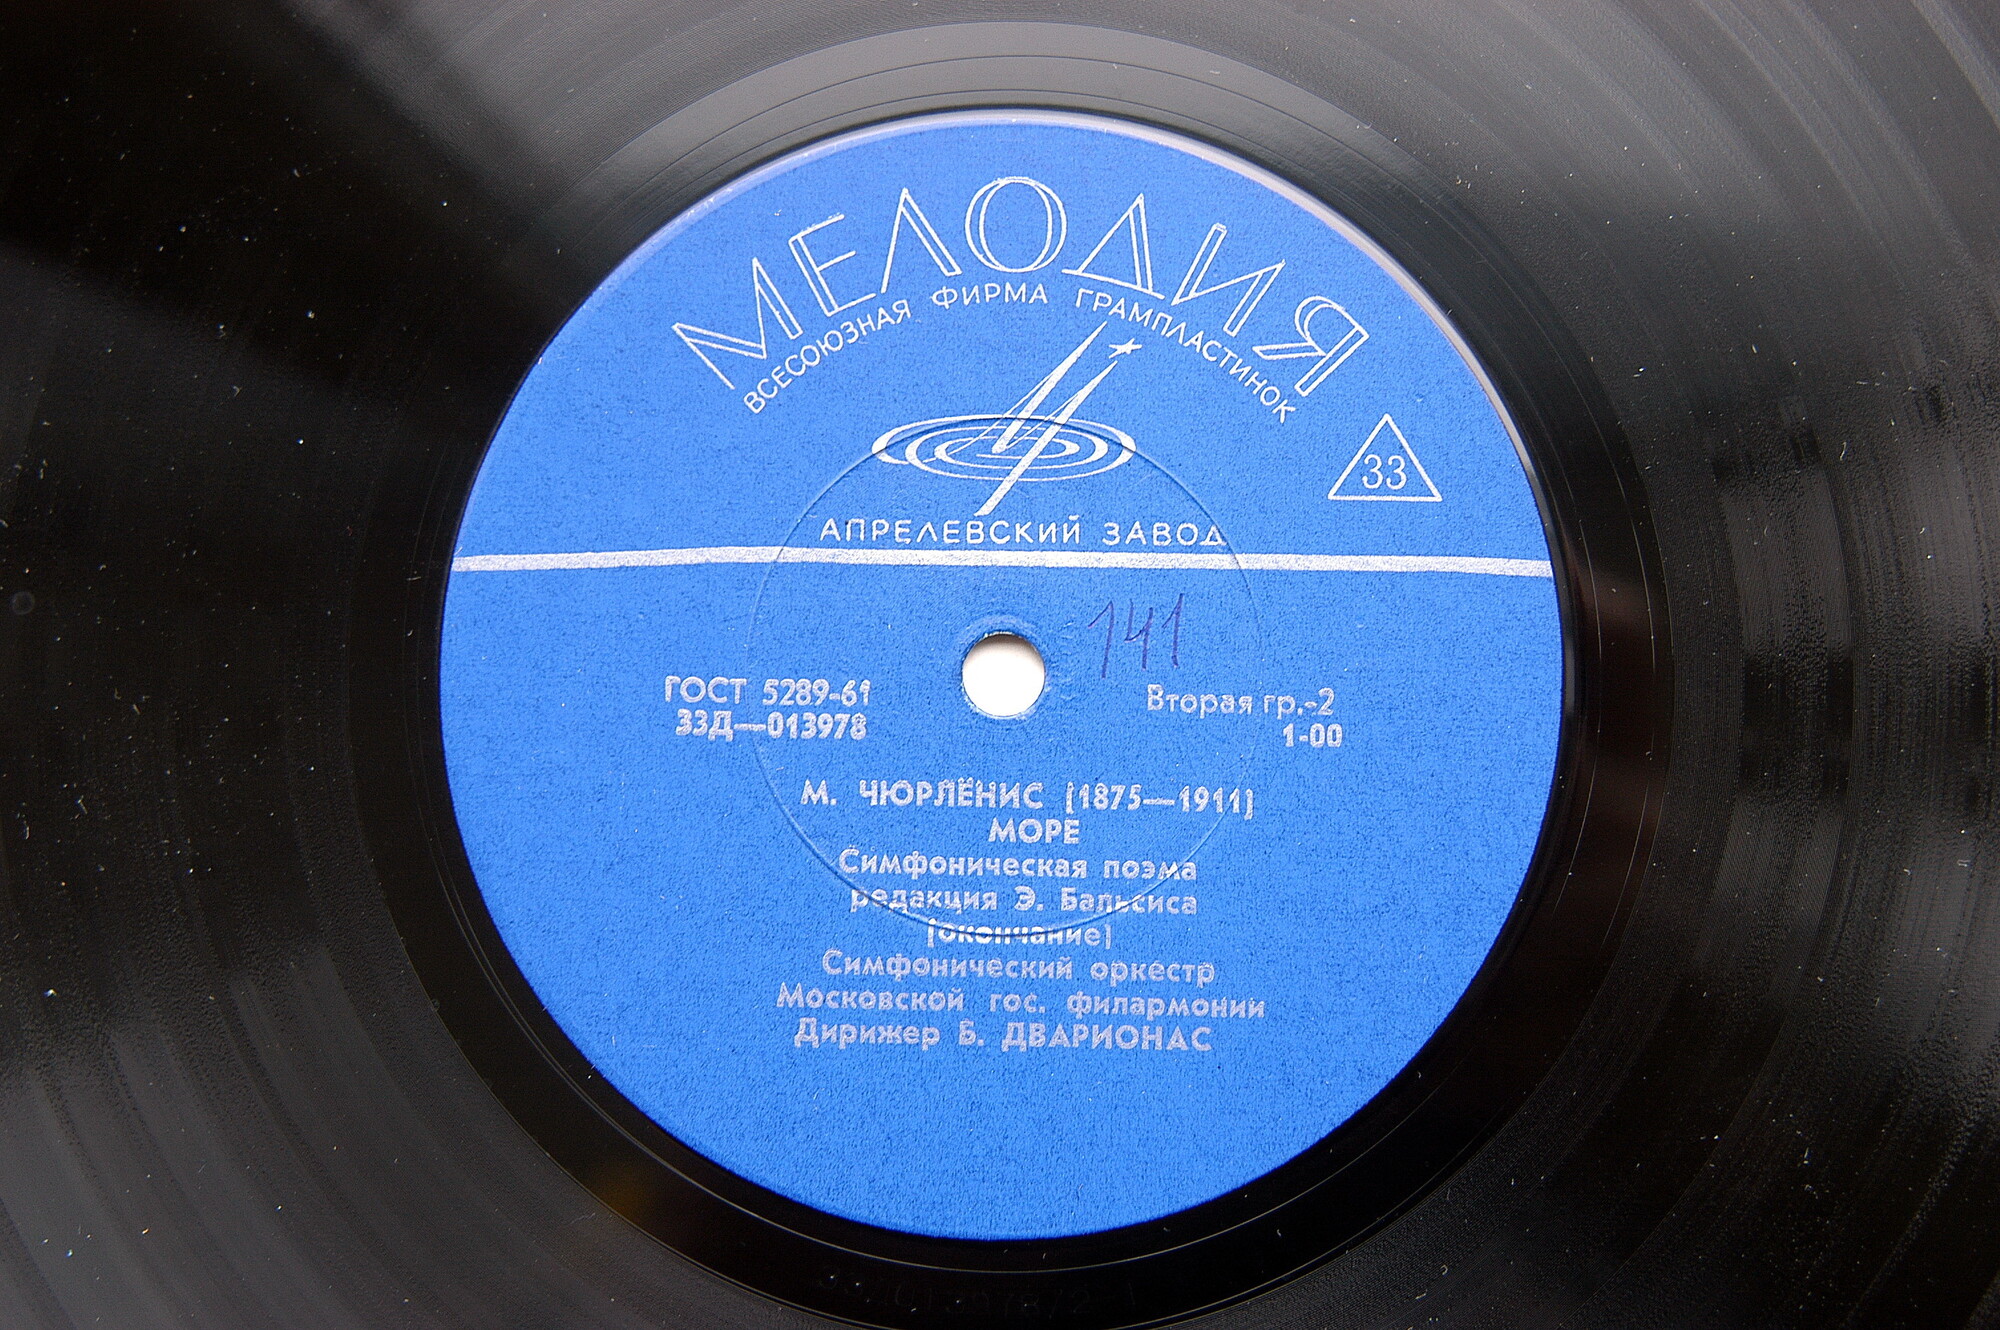 МЕЛОДИЯ
ВСЕСОЮЗНАЯ ФИРМА ГРАМПЛАСТИНОК
33
АПРЕЛЕВСКИЙ ЗАВОД
141
ГОСТ 5289-61
33Д—013978
Вторая гр.-2
1-00
М. ЧЮРЛЁНИС [1875—1911]
МОРЕ
Симфоническая поэма
редакция Э. Бальсиса
[окончание]
Симфонический оркестр
Московской гос. филармонии
Дирижер Б. ДВАРИОНАС